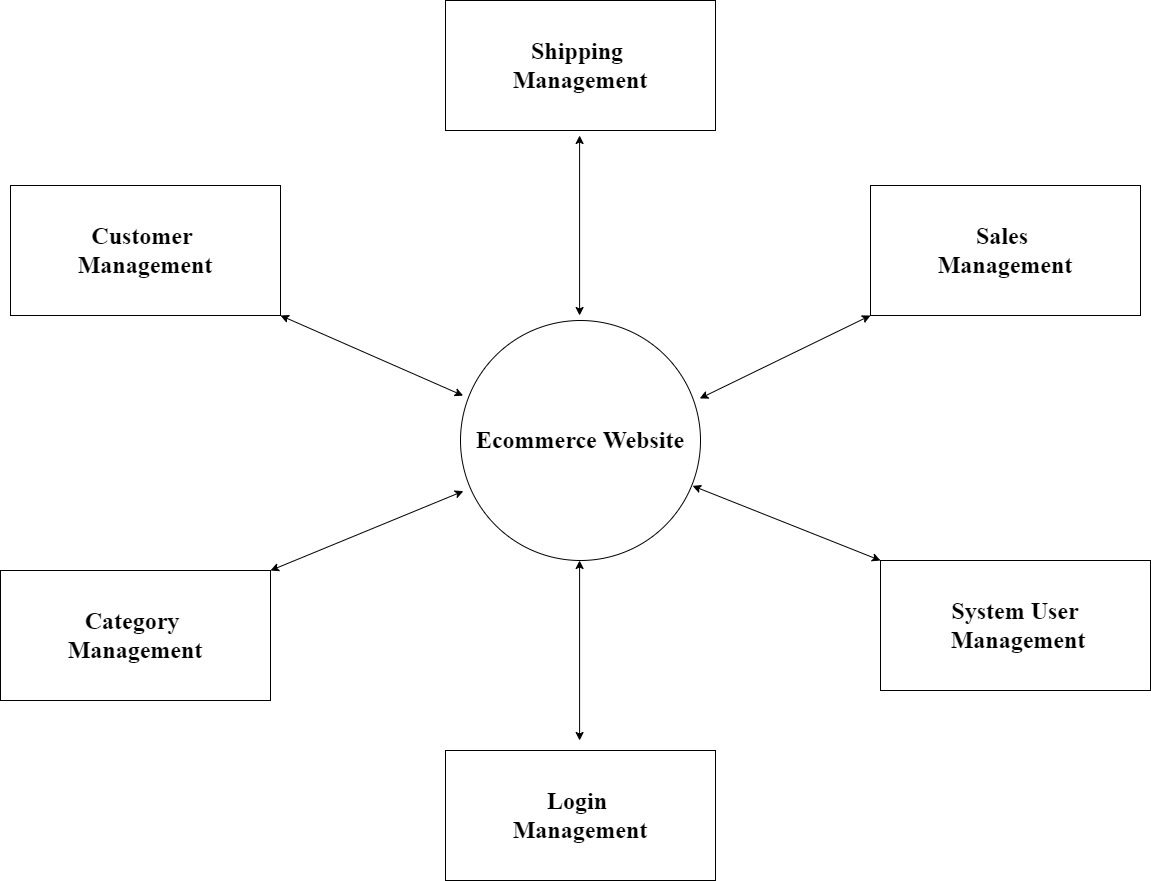 Shipping
Management
Customer
Management
Sales
Management
Ecommerce Website
Category
Management
System User
Management
Login
Management